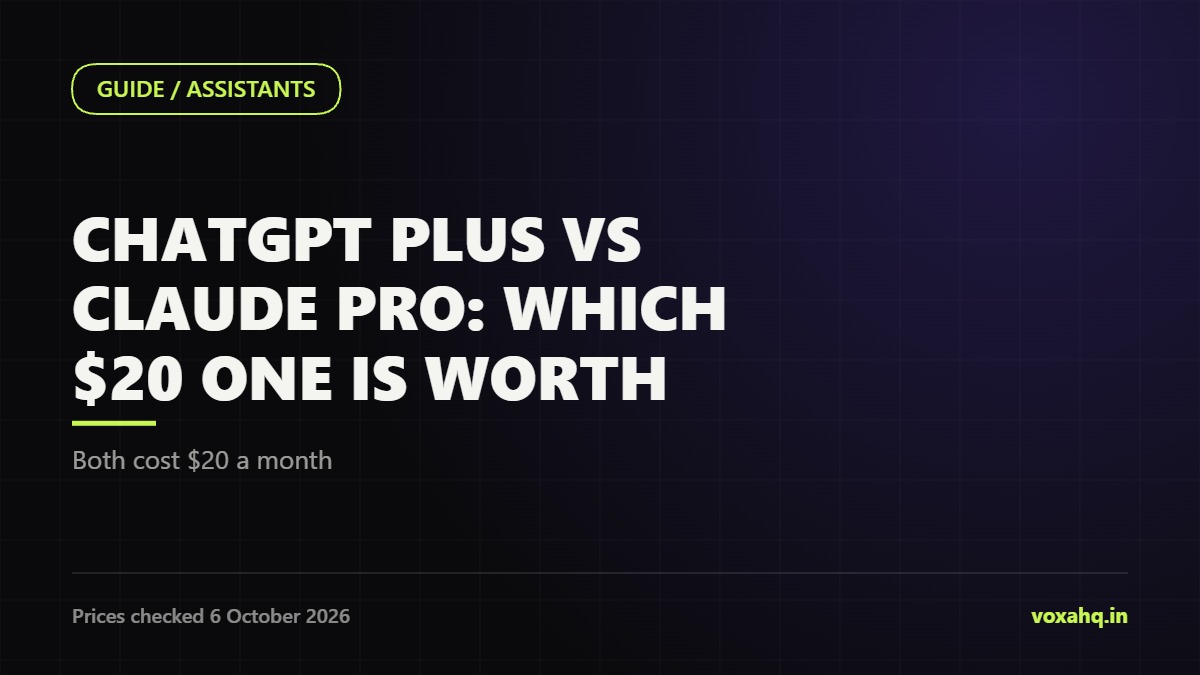 GUIDE / ASSISTANTS
CHATGPT PLUS VS
CLAUDE PRO: WHICH
$20 ONE IS WORTH
Both cost $20 a month
Prices checked 6 October 2026
voxahq.in